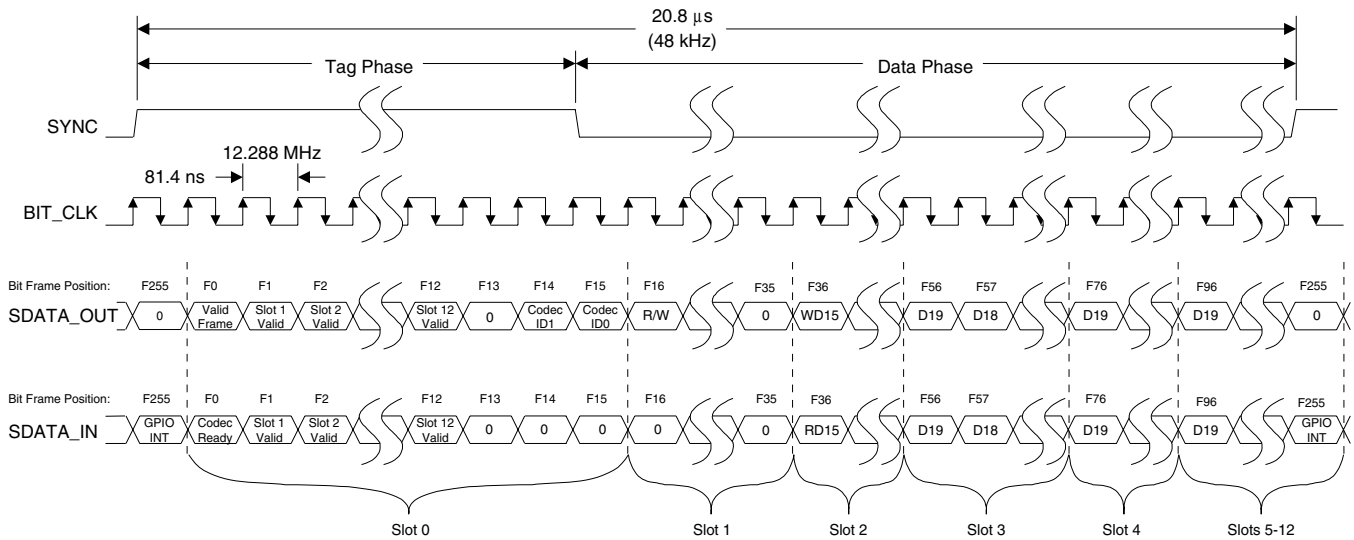 20.8 μs
(48 kHz)
Tag Phase
Data Phase
SYNC
12.288 MHz
81.4 ns
BIT_CLK
Bit Frame Position: F255 F0 F1 F2 F12 F13 F14 F15 F16 F35 F36 F56 F57 F76 F96 F255
SDATA_OUT 0 Valid Frame Slot 1 Valid Slot 2 Valid Slot 12 Valid 0 Codec ID1 Codec ID0 R/W 0 WD15 D19 D18 D19 D19 0
Bit Frame Position: F255 F0 F1 F2 F12 F13 F14 F15 F16 F35 F36 F56 F57 F76 F96 F255
SDATA_IN GPIO INT Codec Ready Slot 1 Valid Slot 2 Valid Slot 12 Valid 0 0 0 0 0 RD15 D19 D18 D19 D19 GPIO INT
Slot 0 Slot 1 Slot 2 Slot 3 Slot 4 Slots 5-12